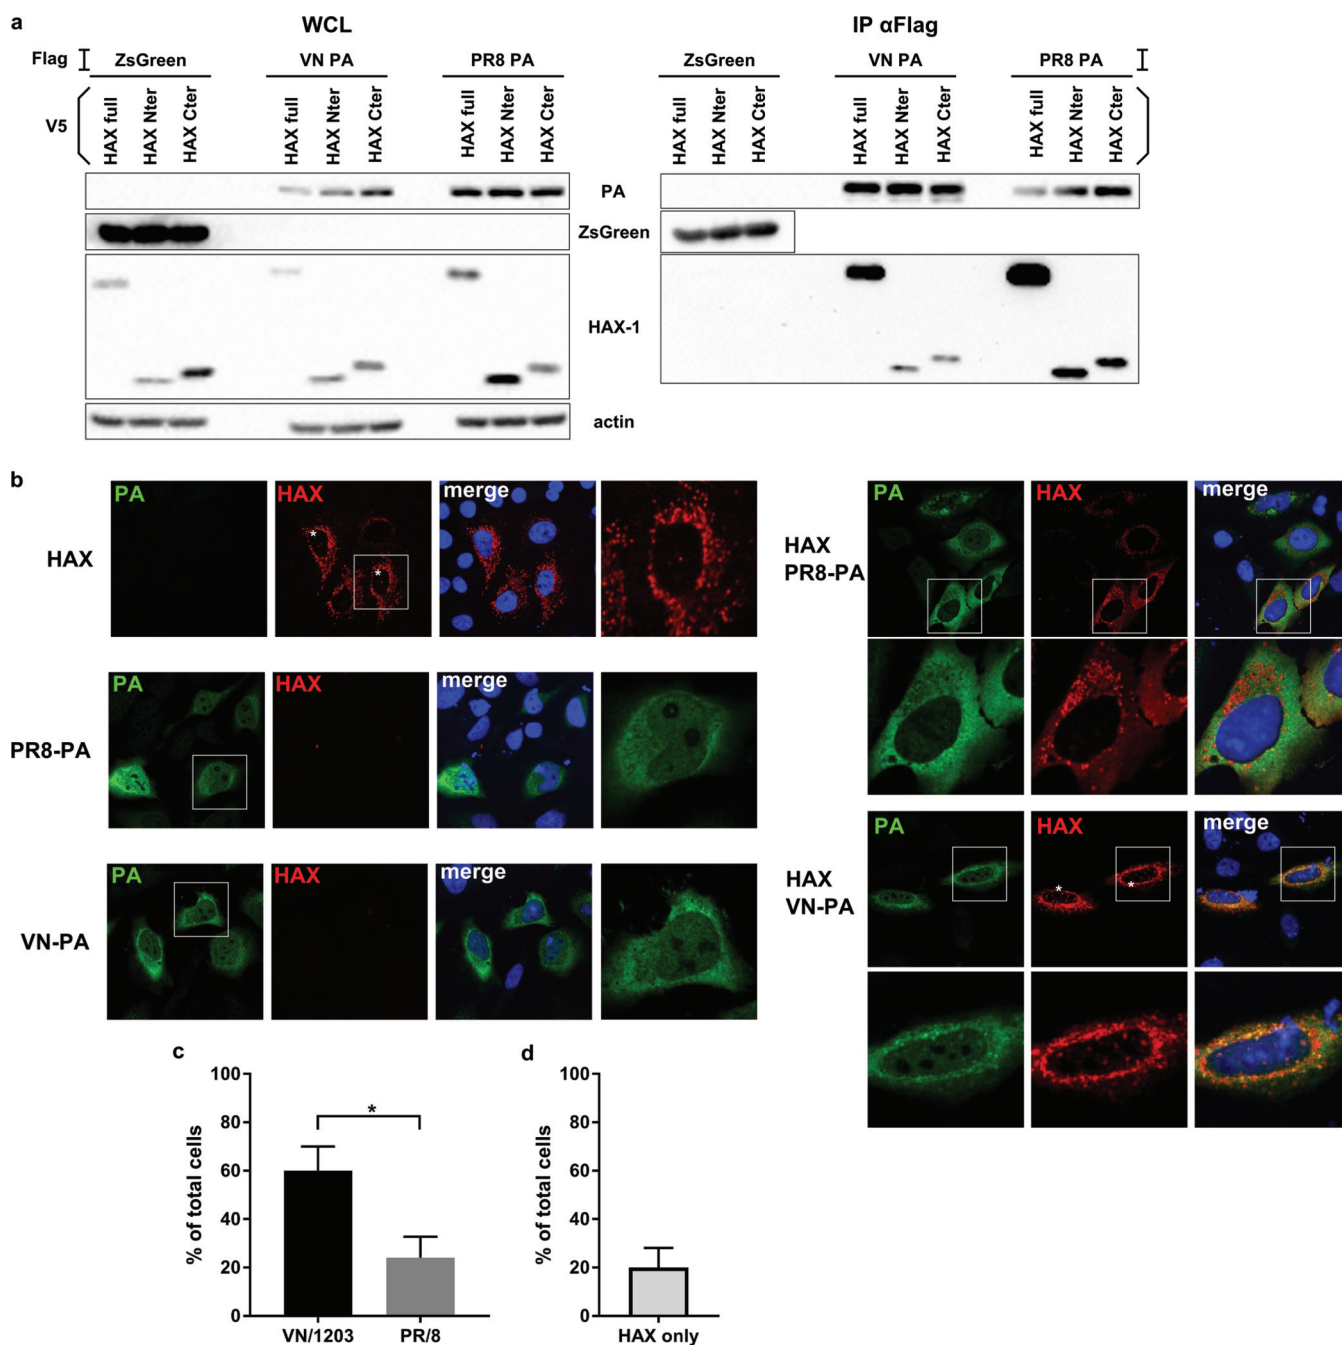 a
WCL
IP αFlag
Flag
ZsGreen
VN PA
PR8 PA
ZsGreen
VN PA
PR8 PA
V5
HAX full
HAX Nter
HAX Cter
HAX full
HAX Nter
HAX Cter
HAX full
HAX Nter
HAX Cter
HAX full
HAX Nter
HAX Cter
HAX full
HAX Nter
HAX Cter
HAX full
HAX Nter
HAX Cter
PA
ZsGreen
HAX-1
actin
b
HAX
PA
HAX
merge
*
*
PR8-PA
PA
HAX
merge
VN-PA
PA
HAX
merge
HAX
PR8-PA
PA
HAX
merge
HAX
VN-PA
PA
HAX
merge
*
*
c
% of total cells
100
80
60
40
20
0
*
VN/1203
PR/8
d
% of total cells
100
80
60
40
20
0
HAX only